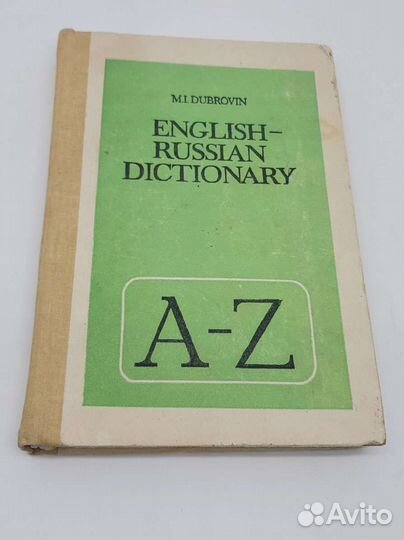 M.I. DUBROVIN
ENGLISH–
RUSSIAN
DICTIONARY
A–Z
Avito